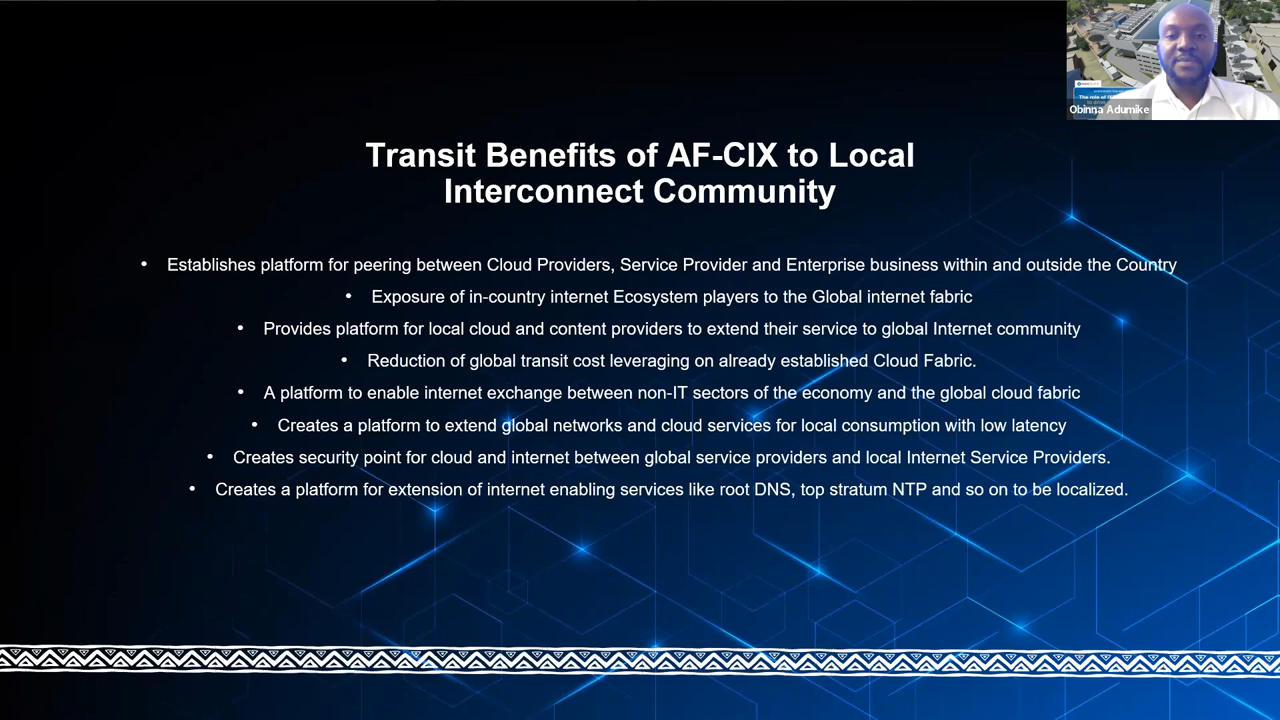 The role of
Obinna Adumike
Transit Benefits of AF-CIX to Local
Interconnect Community
• Establishes platform for peering between Cloud Providers, Service Provider and Enterprise business within and outside the Country
• Exposure of in-country internet Ecosystem players to the Global internet fabric
• Provides platform for local cloud and content providers to extend their service to global Internet community
• Reduction of global transit cost leveraging on already established Cloud Fabric.
• A platform to enable internet exchange between non-IT sectors of the economy and the global cloud fabric
• Creates a platform to extend global networks and cloud services for local consumption with low latency
• Creates security point for cloud and internet between global service providers and local Internet Service Providers.
• Creates a platform for extension of internet enabling services like root DNS, top stratum NTP and so on to be localized.